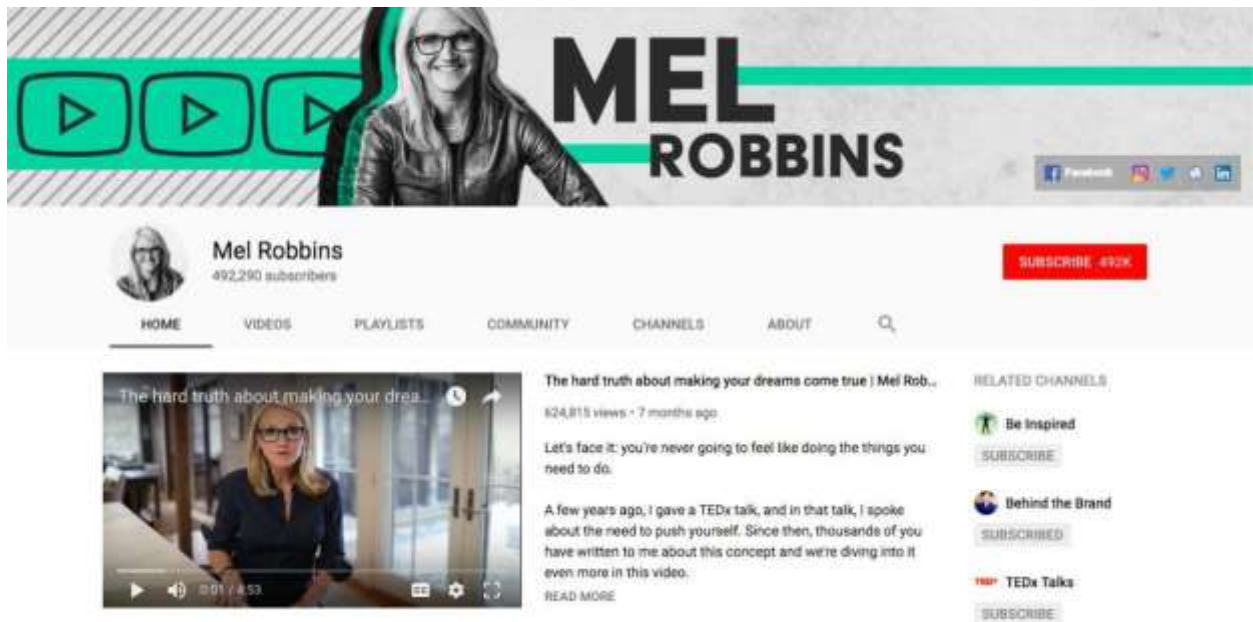 MEL
ROBBINS
Facebook
Mel Robbins
492,290 subscribers
SUBSCRIBE 492K
HOME VIDEOS PLAYLISTS COMMUNITY CHANNELS ABOUT
The hard truth about making your drea...
0:01 / 4:53
The hard truth about making your dreams come true | Mel Rob...
624,815 views • 7 months ago
Let's face it: you're never going to feel like doing the things you
need to do.
A few years ago, I gave a TEDx talk, and in that talk, I spoke
about the need to push yourself. Since then, thousands of you
have written to me about this concept and we're diving into it
even more in this video.
READ MORE
RELATED CHANNELS
Be Inspired
SUBSCRIBE
Behind the Brand
SUBSCRIBED
TEDx Talks
SUBSCRIBE